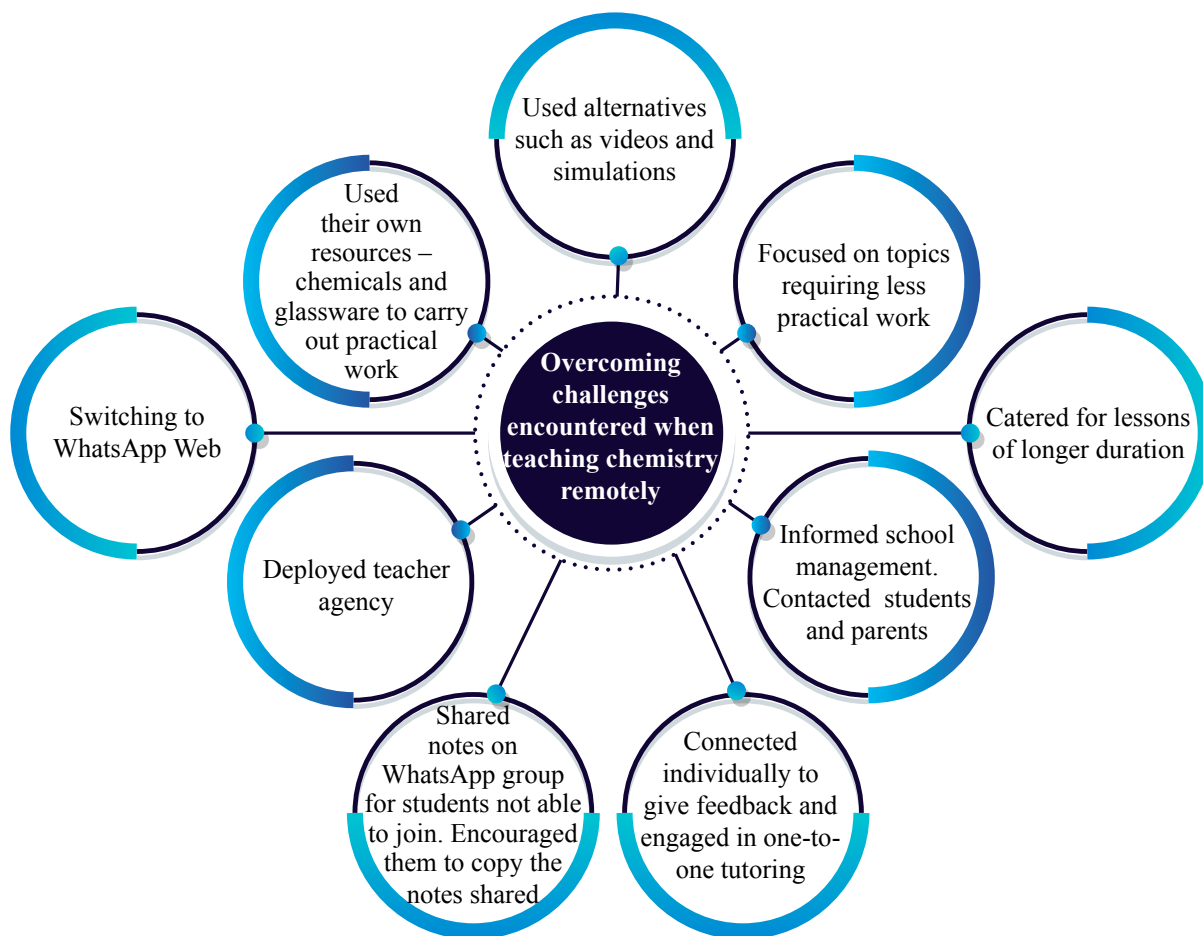 Used alternatives
such as videos and
simulations
Used
their own
resources –
chemicals and
glassware to carry
out practical
work
Focused on topics
requiring less
practical work
Switching to
WhatsApp Web
Overcoming
challenges
encountered when
teaching chemistry
remotely
Catered for lessons
of longer duration
Deployed teacher
agency
Informed school
management.
Contacted  students
and parents
Shared
notes on
WhatsApp group
for students not able
to join. Encouraged
them to copy the
notes shared
Connected
individually to
give feedback and
engaged in one-to-
one tutoring